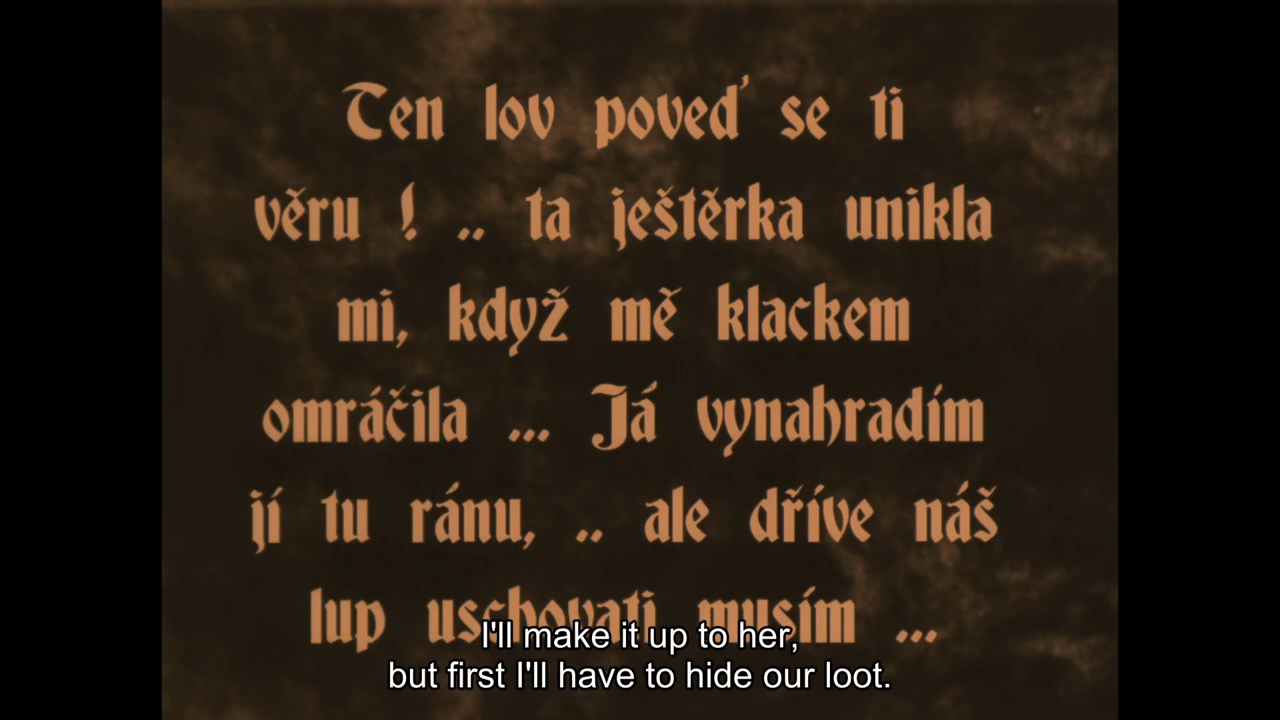 Ten lov poveď se ti
věru ! .. ta ještěrka unikla
mi, když mě klackem
omráčila ... Já vynahradím
jí tu ránu, .. ale dříve náš
lup uschovati musím ...
I'll make it up to her,
but first I'll have to hide our loot.